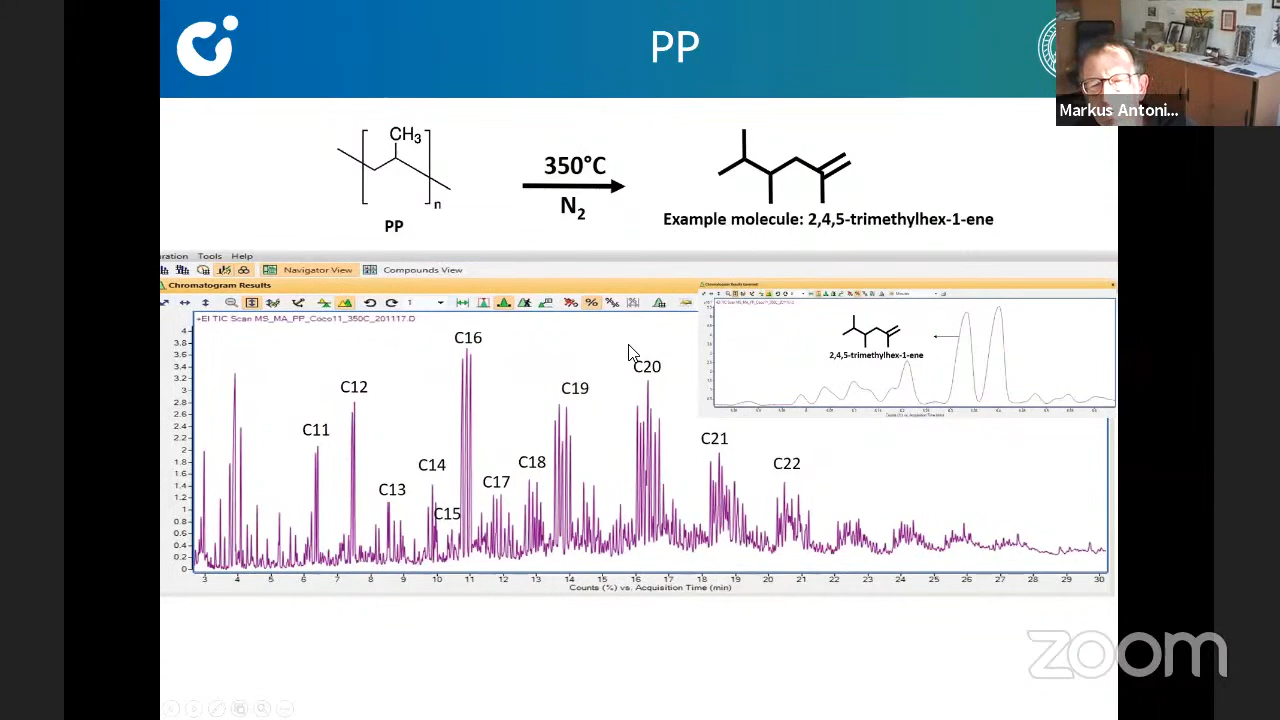 PP
Markus Antoni...
CH3
n
PP
350°C
N2
Example molecule: 2,4,5-trimethylhex-1-ene
Tools Help
Navigator View Compounds View
Chromatogram Results
+EI TIC Scan MS_MA_PP_Coco11_350C_201117.D
4
3.8
3.6
3.4
3.2
3
2.8
2.6
2.4
2.2
2
1.8
1.6
1.4
1.2
1
0.8
0.6
0.4
0.2
0
C11
C12
C13
C14
C15
C16
C17
C18
C19
C20
C21
C22
3 4 5 6 7 8 9 10 11 12 13 14 15 16 17 18 19 20 21 22 23 24 25 26 27 28 29 30
Counts (%) vs. Acquisition Time (min)
2,4,5-trimethylhex-1-ene
zoom